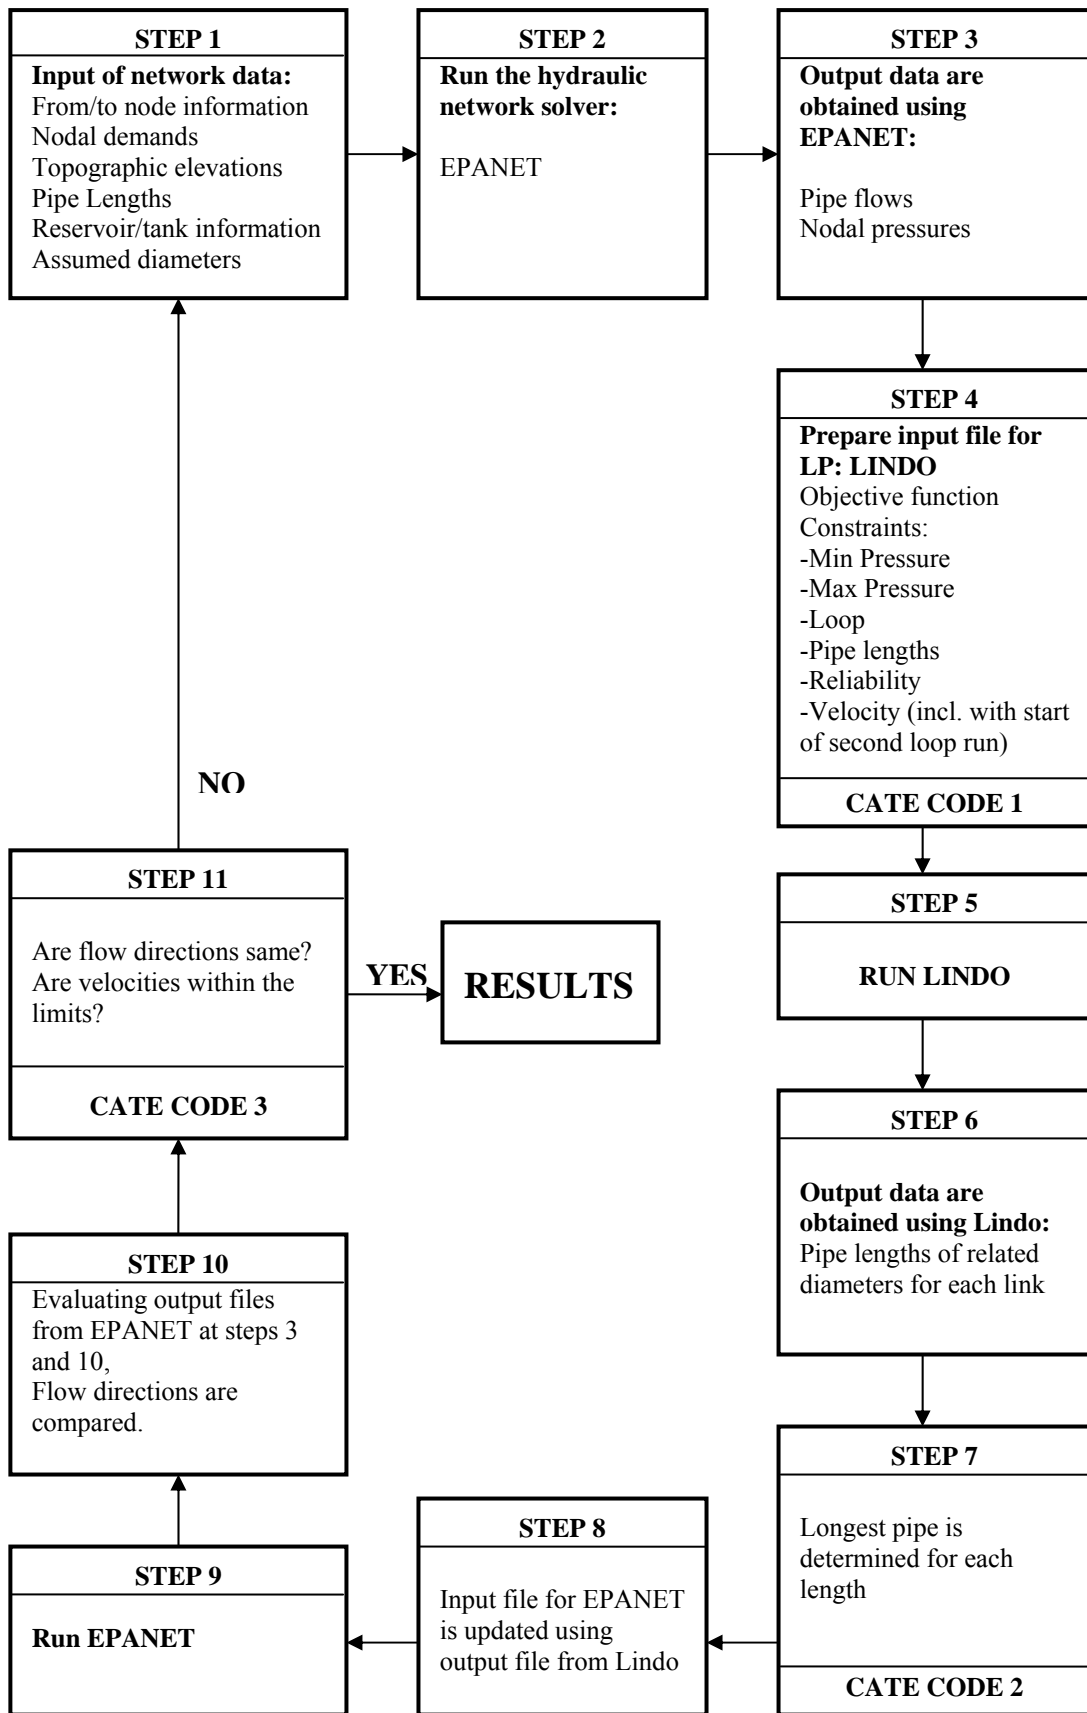 STEP 1
Input of network data:
From/to node information
Nodal demands
Topographic elevations
Pipe Lengths
Reservoir/tank information
Assumed diameters
STEP 2
Run the hydraulic
network solver:
EPANET
STEP 3
Output data are
obtained using
EPANET:
Pipe flows
Nodal pressures
STEP 4
Prepare input file for
LP: LINDO
Objective function
Constraints:
-Min Pressure
-Max Pressure
-Loop
-Pipe lengths
-Reliability
-Velocity (incl. with start
of second loop run)
CATE CODE 1
STEP 5
RUN LINDO
STEP 6
Output data are
obtained using Lindo:
Pipe lengths of related
diameters for each link
STEP 7
Longest pipe is
determined for each
length
CATE CODE 2
STEP 8
Input file for EPANET
is updated using
output file from Lindo
STEP 9
Run EPANET
STEP 10
Evaluating output files
from EPANET at steps 3
and 10,
Flow directions are
compared.
STEP 11
Are flow directions same?
Are velocities within the
limits?
CATE CODE 3
NO
YES
RESULTS